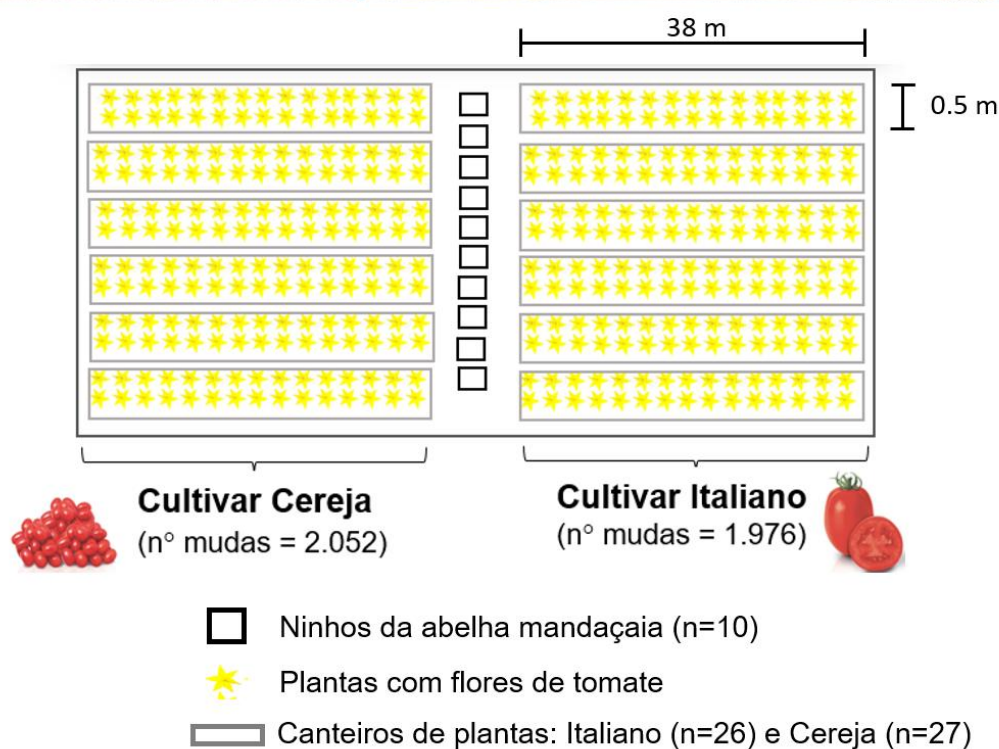 38 m
0.5 m
Cultivar Cereja
(n° mudas = 2.052)
Cultivar Italiano
(n° mudas = 1.976)
Ninhos da abelha mandaçaia (n=10)
Plantas com flores de tomate
Canteiros de plantas: Italiano (n=26) e Cereja (n=27)